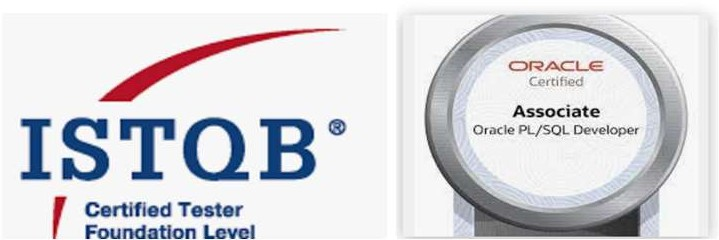 ISTQB®
Certified Tester
Foundation Level
ORACLE
Certified
Associate
Oracle PL/SQL Developer